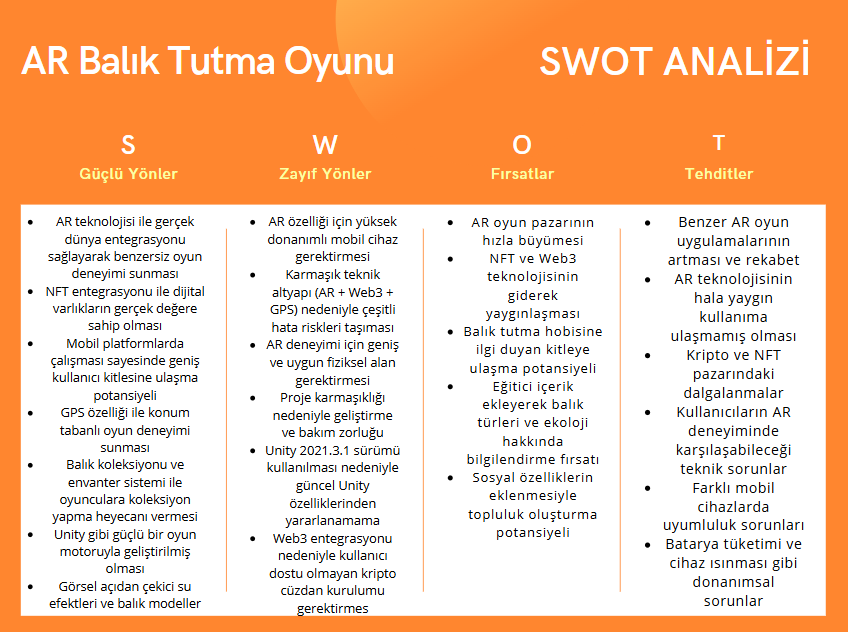 AR Balık Tutma Oyunu
SWOT ANALİZİ
S
Güçlü Yönler
W
Zayıf Yönler
O
Fırsatlar
T
Tehditler
• AR teknolojisi ile gerçek
dünya entegrasyonu
sağlayarak benzersiz oyun
deneyimi sunması
• NFT entegrasyonu ile dijital
varlıkların gerçek değere
sahip olması
• Mobil platformlarda
çalışması sayesinde geniş
kullanıcı kitlesine ulaşma
potansiyeli
• GPS özelliği ile konum
tabanlı oyun deneyimi
sunması
• Balık koleksiyonu ve
envanter sistemi ile
oyunculara koleksiyon
yapma heyecanı vermesi
• Unity gibi güçlü bir oyun
motoruyla geliştirilmiş
olması
• Görsel açıdan çekici su
efektleri ve balık modeller
• AR özelliği için yüksek
donanımlı mobil cihaz
gerektirmesi
• Karmaşık teknik
altyapı (AR + Web3 +
GPS) nedeniyle çeşitli
hata riskleri taşıması
• AR deneyimi için geniş
ve uygun fiziksel alan
gerektirmesi
• Proje karmaşıklığı
nedeniyle geliştirme
ve bakım zorluğu
• Unity 2021.3.1 sürümü
kullanılması nedeniyle
güncel Unity
özelliklerinden
yararlanamama
• Web3 entegrasyonu
nedeniyle kullanıcı
dostu olmayan kripto
cüzdan kurulumu
gerektirmes
• AR oyun pazarının
hızla büyümesi
• NFT ve Web3
teknolojisinin
giderek
yaygınlaşması
• Balık tutma hobisine
ilgi duyan kitleye
ulaşma potansiyeli
• Eğitici içerik
ekleyerek balık
türleri ve ekoloji
hakkında
bilgilendirme fırsatı
• Sosyal özelliklerin
eklenmesiyle
topluluk oluşturma
potansiyeli
• Benzer AR oyun
uygulamalarının
artması ve rekabet
• AR teknolojisinin
hala yaygın
kullanıma
ulaşmamış olması
• Kripto ve NFT
pazarındaki
dalgalanmalar
• Kullanıcıların AR
deneyiminde
karşılaşabileceği
teknik sorunlar
• Farklı mobil
cihazlarda
uyumluluk sorunları
• Batarya tüketimi ve
cihaz ısınması gibi
donanımsal
sorunlar